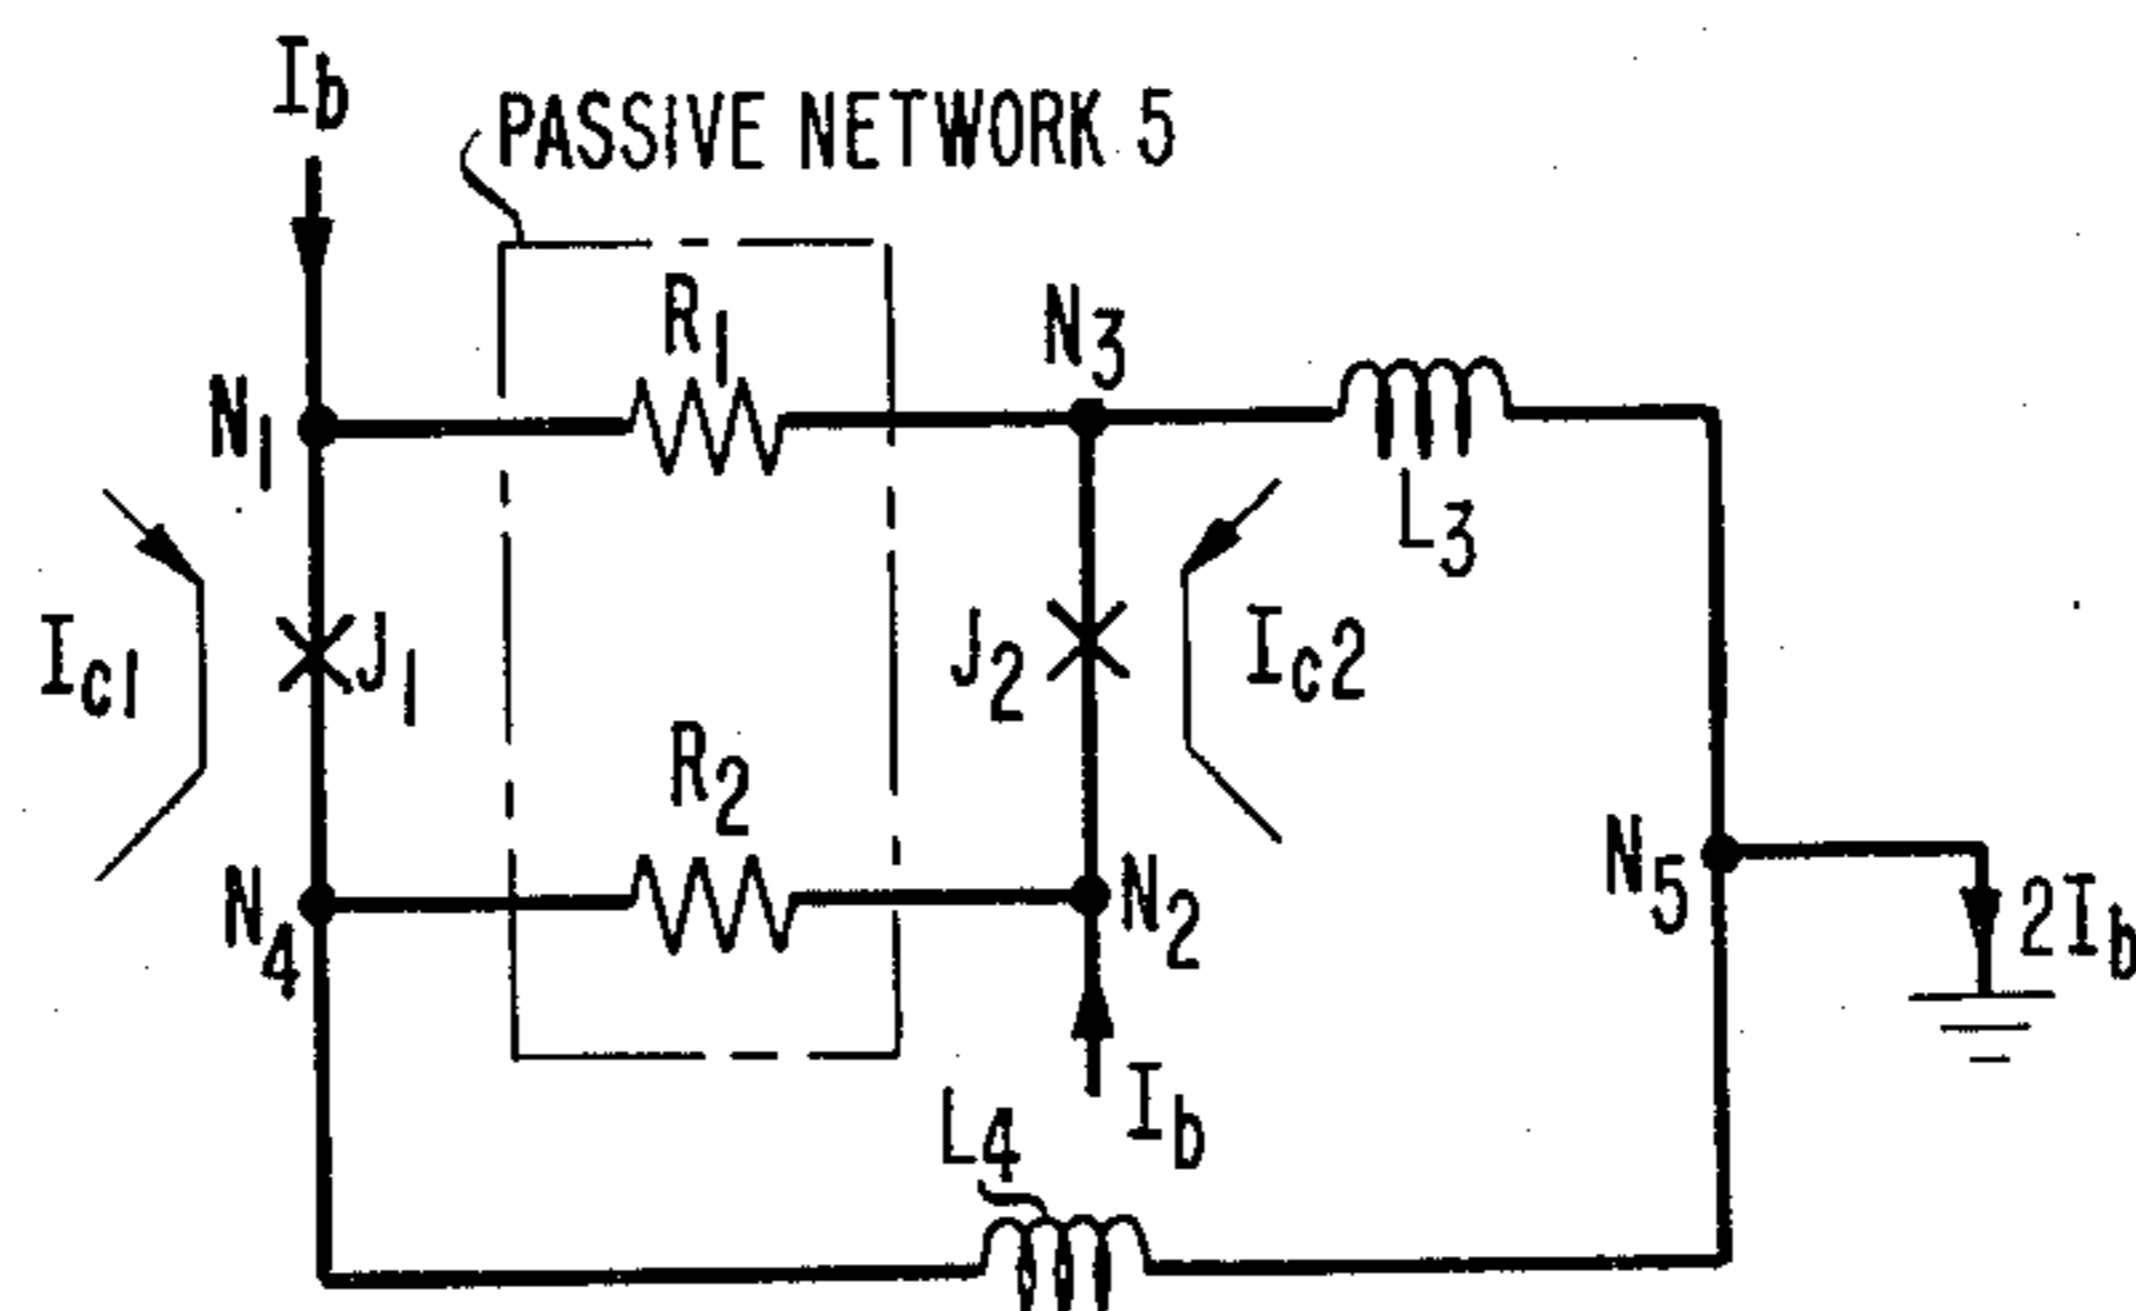 Ib
PASSIVE NETWORK 5
R1
N3
N1
L3
Ic1
J1
J2
Ic2
R2
N4
N2
N5
2Ib
Ib
L4